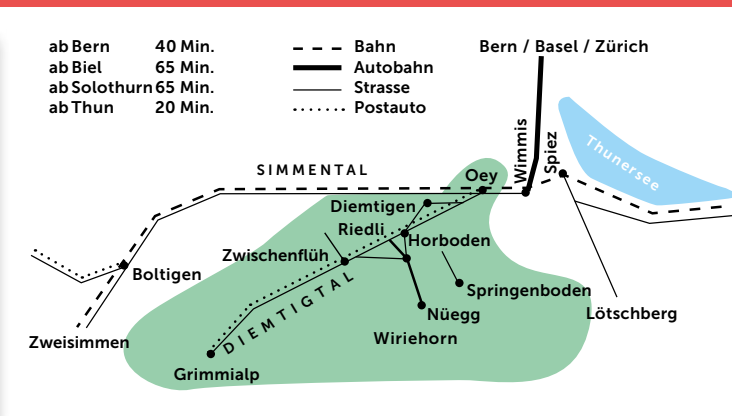 ab Bern 40 Min.
ab Biel 65 Min.
ab Solothurn 65 Min.
ab Thun 20 Min.
Bahn
Autobahn
Strasse
Postauto
Bern / Basel / Zürich
Wimmis
Spiez
Thunersee
SIMMENTAL
Oey
Diemtigen
Riedli
Horboden
Zwischenflüh
Boltigen
Springenboden
DIEMTIGTAL
Nüegg
Lötschberg
Wiriehorn
Zweisimmen
Grimmialp